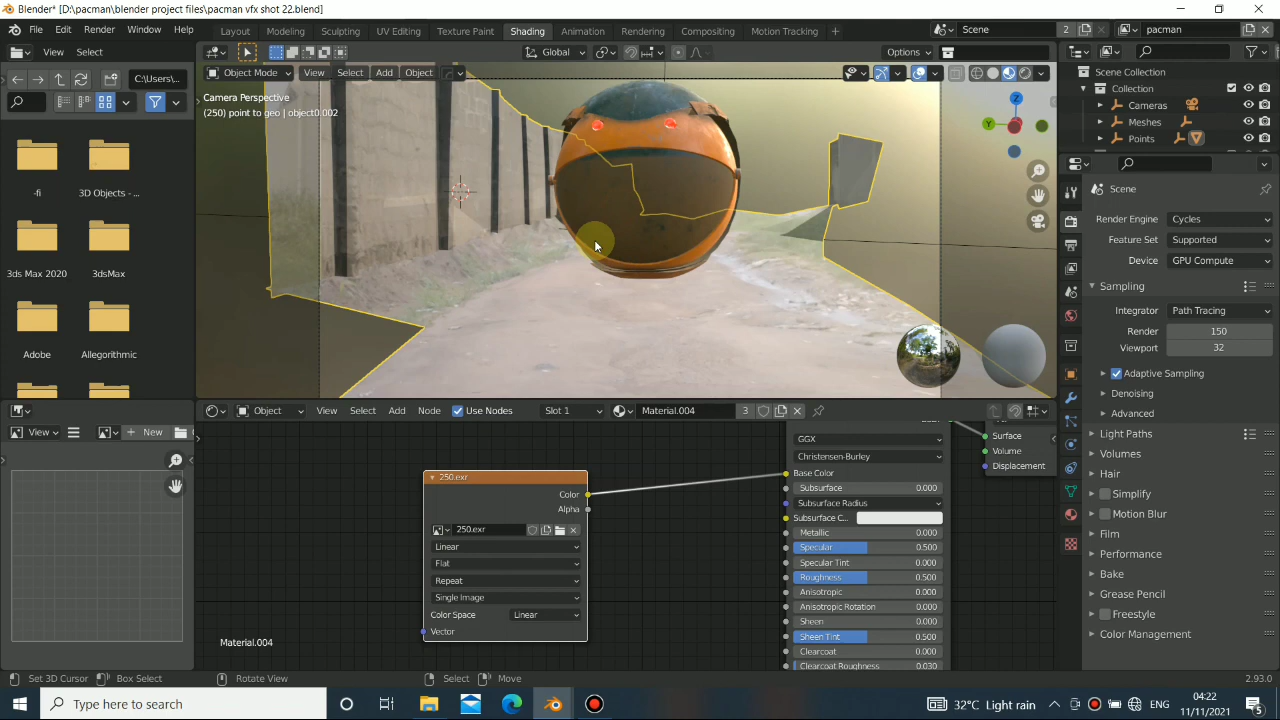 Blender* [D:\pacman\blender project files\pacman vfx shot 22.blend]
File Edit Render Window Help Layout Modeling Sculpting UV Editing Texture Paint Shading Animation Rendering Compositing Motion Tracking + Scene 2 pacman
View Select Global Options
C:\Users\... Object Mode View Select Add Object Scene Collection
Camera Perspective Collection
(250) point to geo | object0.002 Cameras
Meshes
Points
-fi 3D Objects - ... Scene
Render Engine Cycles
Feature Set Supported
3ds Max 2020 3dsMax Device GPU Compute
Sampling
Integrator Path Tracing
Render 150
Viewport 32
Adobe Allegorithmic
Adaptive Sampling
Denoising
Advanced
View New Object View Select Add Node Use Nodes Slot 1 Material.004 3
Light Paths
GGX Surface
Christensen-Burley Volume Volumes
250.exr Base Color Displacement Hair
Color Subsurface 0.000 Simplify
Alpha Subsurface Radius Motion Blur
250.exr Subsurface C... Film
Linear Metallic 0.000 Performance
Flat Specular 0.500
Repeat Specular Tint 0.000 Bake
Single Image Roughness 0.500 Grease Pencil
Color Space Linear Anisotropic 0.000
Vector Anisotropic Rotation 0.000 Freestyle
Sheen 0.000
Material.004 Sheen Tint 0.500 Color Management
Clearcoat 0.000
Clearcoat Roughness 0.030
Set 3D Cursor Box Select Rotate View Select Move 2.93.0
Type here to search 32°C Light rain ENG 04:22
11/11/2021 5